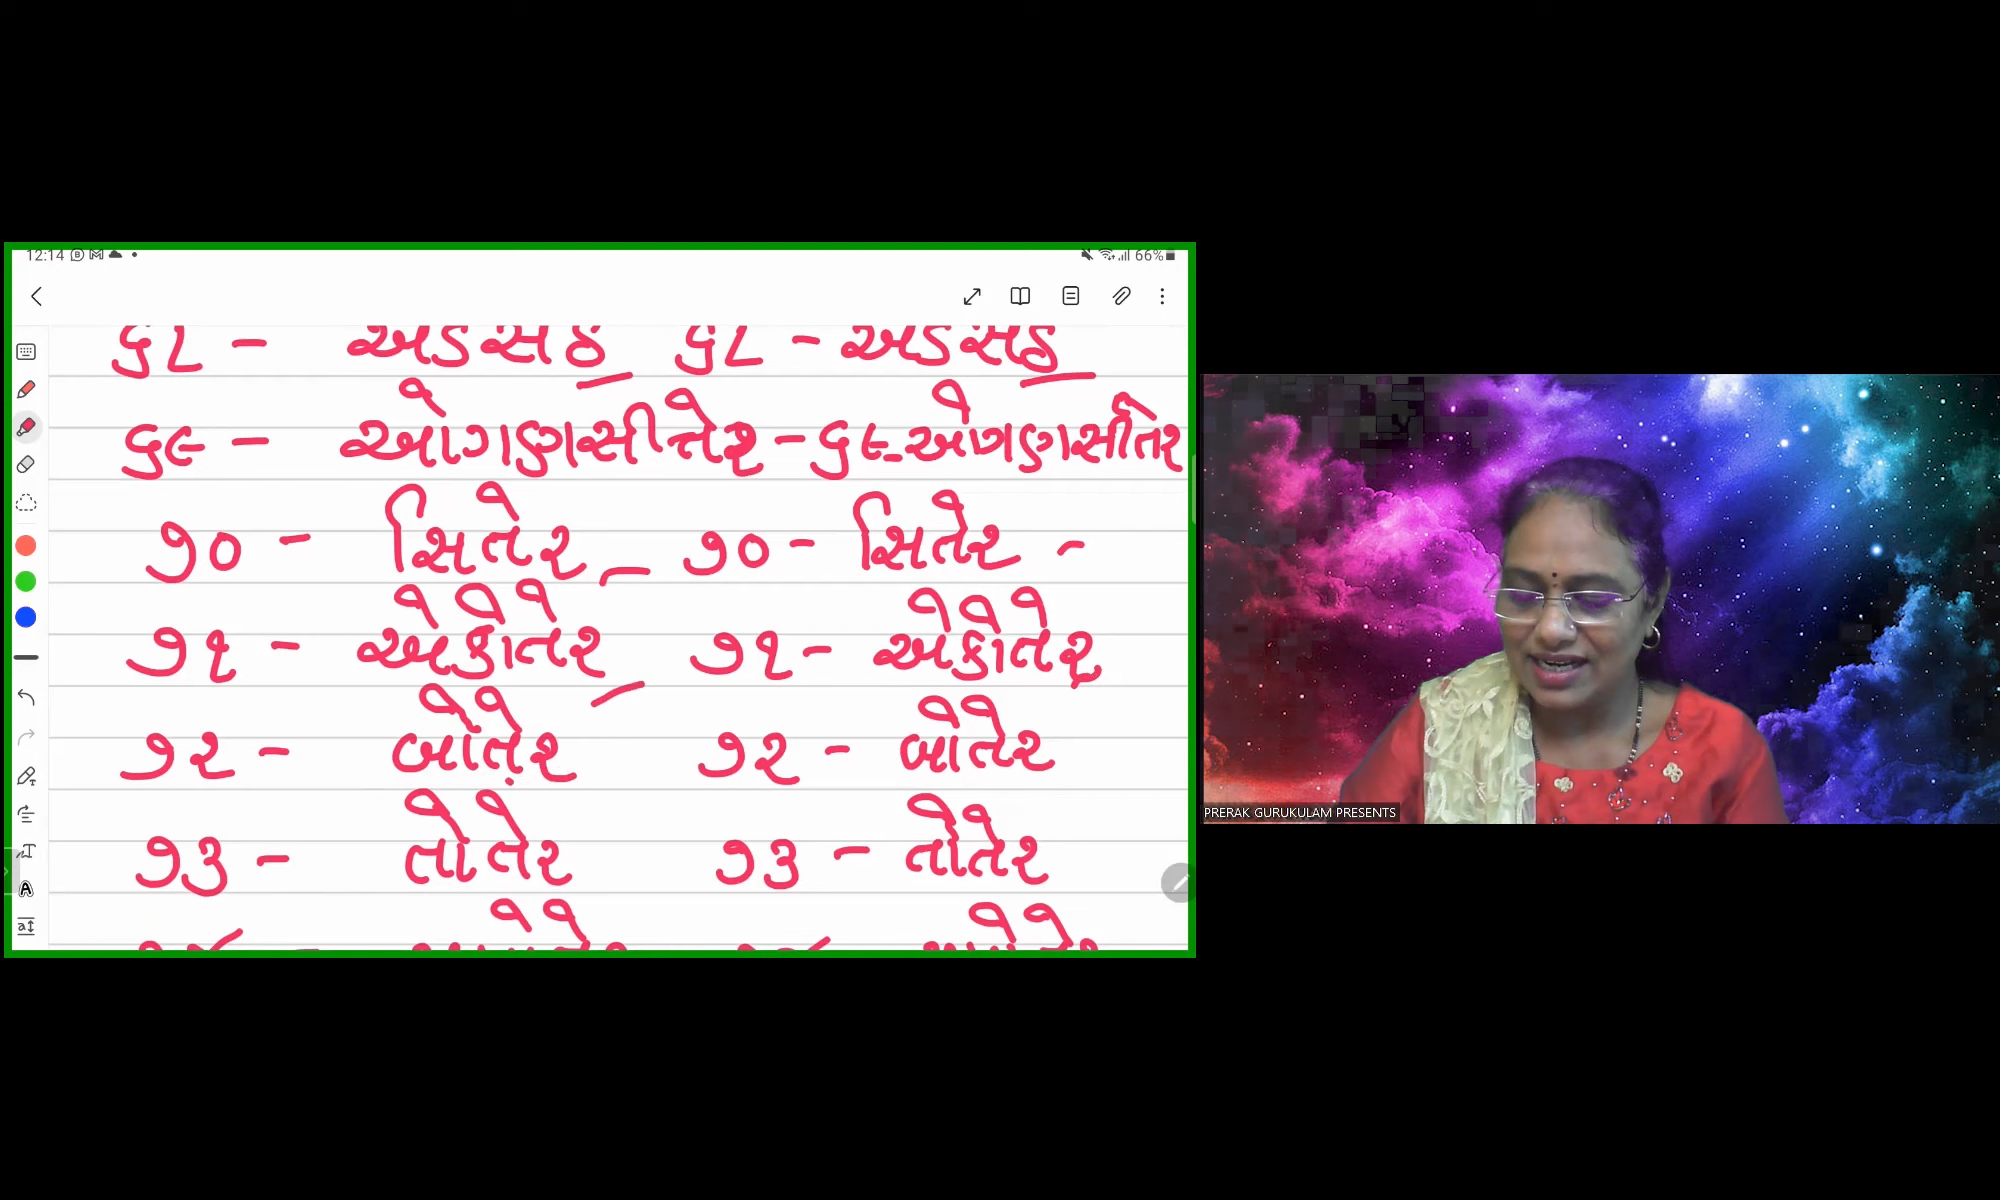 12:14 66%
૬૮ - અડસઠ ૬૮ - અડસઠ
૬૯ - ઓગણસીત્તેર - ૬૯ - ઓગણસીતેર
૭૦ - સિતેર - ૭૦ - સિતેર -
૭૧ - એકોતેર - ૭૧ - એકોતેર
૭૨ - બોતેર ૭૨ - બોતેર
૭૩ - તોતેર ૭૩ - તોતેર
PRERAK GURUKULAM PRESENTS